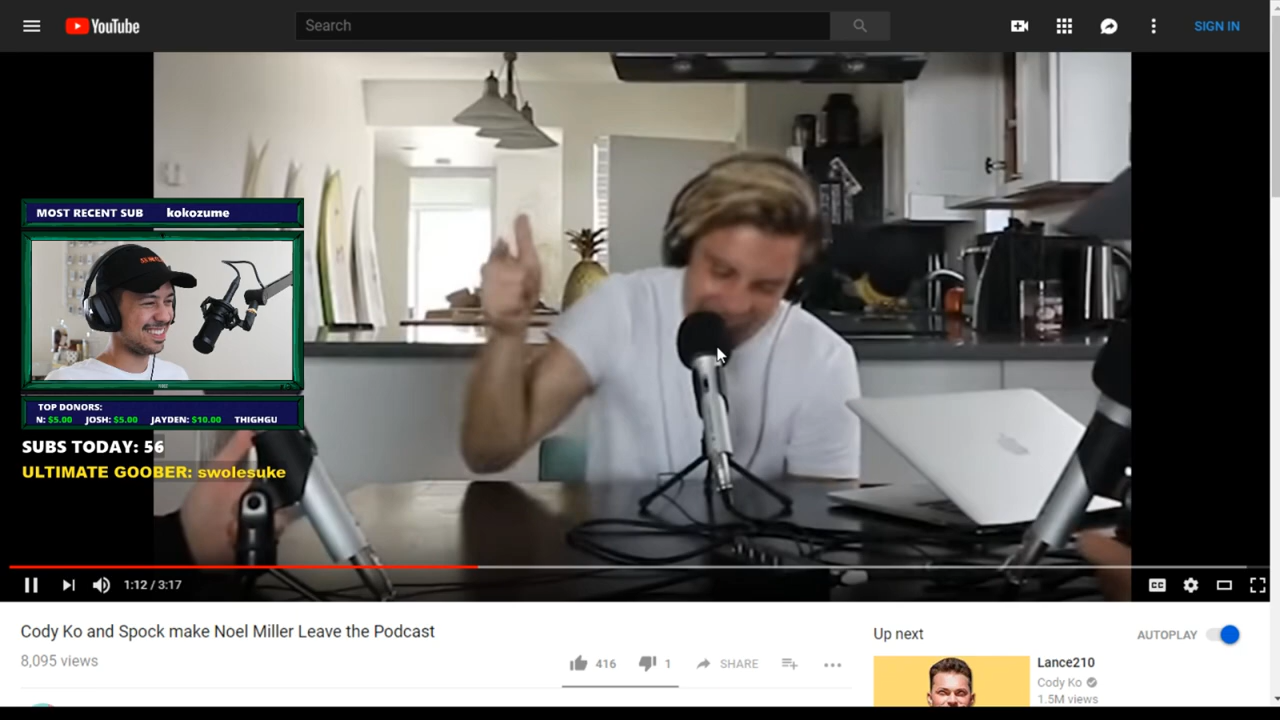 YouTube
Search
SIGN IN
MOST RECENT SUB kokozume
TOP DONORS:
N: $5.00 JOSH: $5.00 JAYDEN: $10.00 THIGHGU
SUBS TODAY: 56
ULTIMATE GOOBER: swolesuke
1:12 / 3:17
CC
Cody Ko and Spock make Noel Miller Leave the Podcast
8,095 views
416
1
SHARE
Up next
AUTOPLAY
Lance210
Cody Ko
1.5M views